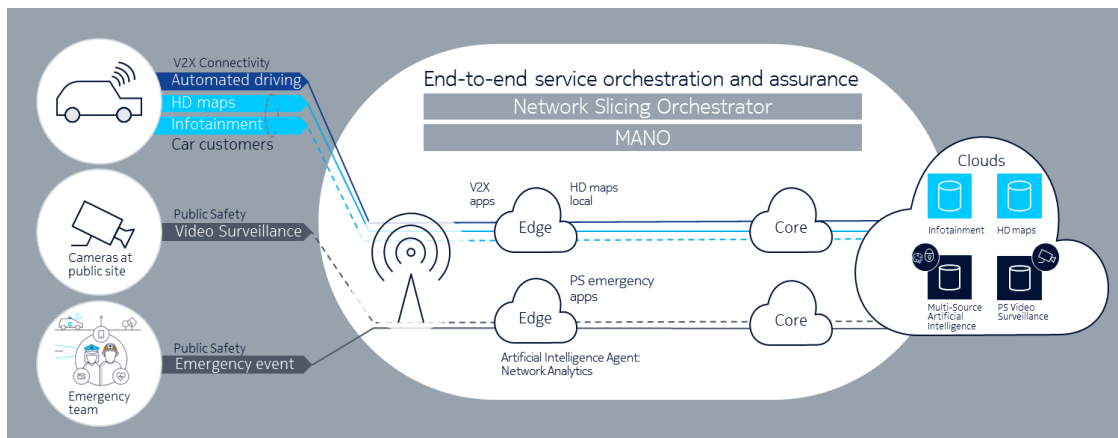 V2X Connectivity
Automated driving
HD maps
Infotainment
Car customers
Public Safety
Video Surveillance
Cameras at
public site
Public Safety
Emergency event
Emergency
team
End-to-end service orchestration and assurance
Network Slicing Orchestrator
MANO
V2X
apps
Edge
HD maps
local
Core
PS emergency
apps
Edge
Core
Artificial Intelligence Agent:
Network Analytics
Clouds
Infotainment
HD maps
Multi-Source
Artificial
Intelligence
PS Video
Surveillance